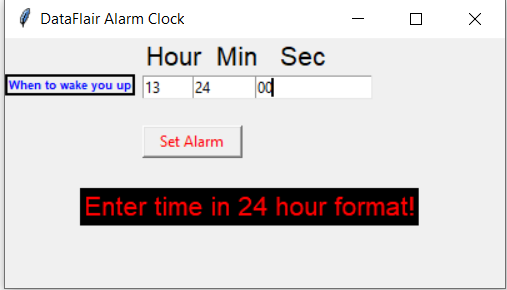 DataFlair Alarm Clock
Hour Min Sec
When to wake you up 13 24 00
Set Alarm
Enter time in 24 hour format!